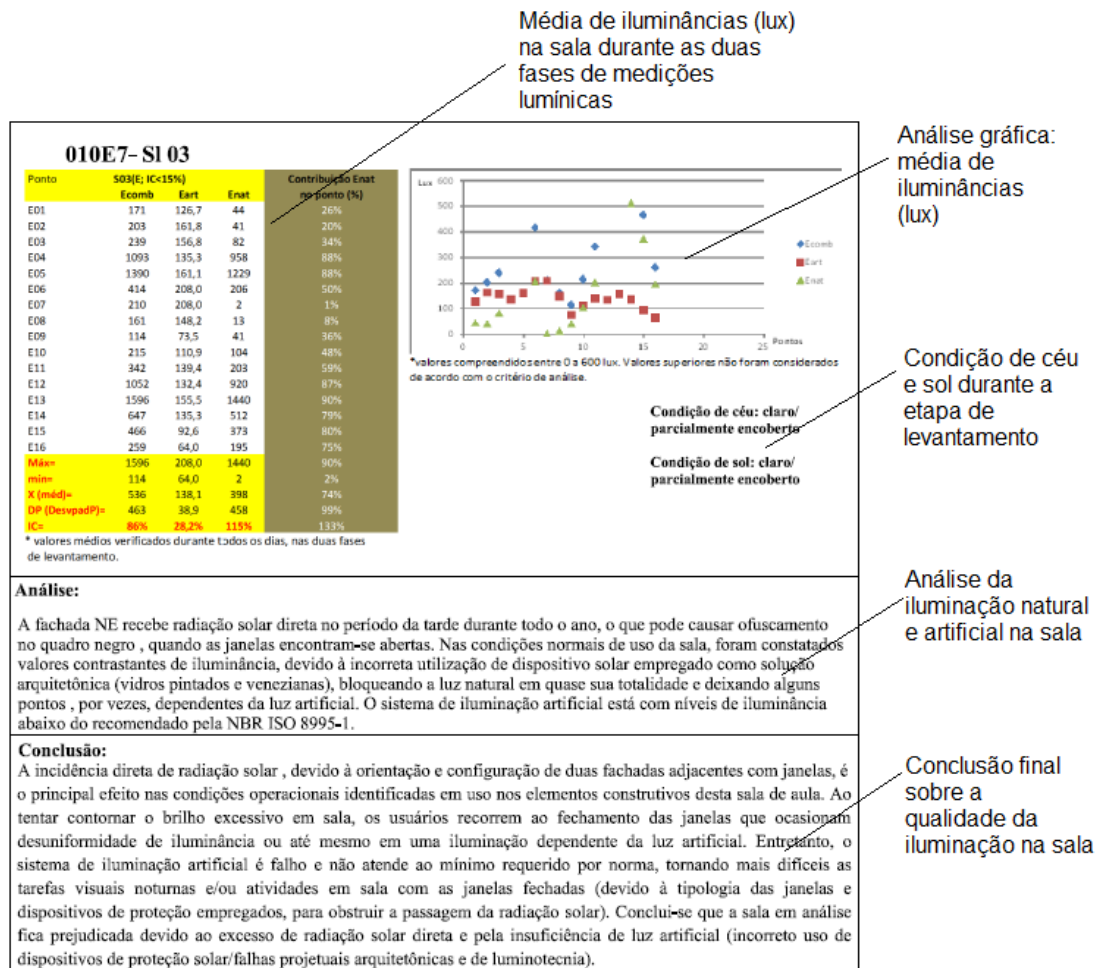 Média de iluminâncias (lux)
na sala durante as duas
fases de medições
lumínicas
010E7- Sl 03
Ponto S03(E; IC<15%) Contribuição Enat
Ecomb Eart Enat no ponto (%)
E01 171 126,7 44 26%
E02 203 161,8 41 20%
E03 239 156,8 82 34%
E04 1093 135,3 958 88%
E05 1390 161,1 1229 88%
E06 414 208,0 206 50%
E07 210 208,0 2 1%
E08 161 148,2 13 8%
E09 114 73,5 41 36%
E10 215 110,9 104 48%
E11 342 139,4 203 59%
E12 1052 132,4 920 87%
E13 1596 155,5 1440 90%
E14 647 135,3 512 79%
E15 466 92,6 373 80%
E16 259 64,0 195 75%
Máx= 1596 208,0 1440 90%
min= 114 64,0 2 2%
X (méd)= 536 138,1 398 74%
DP (DesvpadP)= 463 38,9 458 99%
IC= 86% 28,2% 115% 133%
* valores médios verificados durante todos os dias, nas duas fases
de levantamento.
Lux 600
500
400
300
200
100
0
0 5 10 15 20 25
Pontos
Ecomb
Eart
Enat
*valores compreendidos entre 0 a 600 lux. Valores superiores não foram considerados
de acordo com o critério de análise.
Condição de céu: claro/
parcialmente encoberto
Condição de sol: claro/
parcialmente encoberto
Análise gráfica:
média de
iluminâncias
(lux)
Condição de céu
e sol durante a
etapa de
levantamento
Análise:
A fachada NE recebe radiação solar direta no período da tarde durante todo o ano, o que pode causar ofuscamento
no quadro negro , quando as janelas encontram-se abertas. Nas condições normais de uso da sala, foram constatados
valores contrastantes de iluminância, devido à incorreta utilização de dispositivo solar empregado como solução
arquitetônica (vidros pintados e venezianas), bloqueando a luz natural em quase sua totalidade e deixando alguns
pontos , por vezes, dependentes da luz artificial. O sistema de iluminação artificial está com níveis de iluminância
abaixo do recomendado pela NBR ISO 8995-1.
Análise da
iluminação natural
e artificial na sala
Conclusão:
A incidência direta de radiação solar , devido à orientação e configuração de duas fachadas adjacentes com janelas, é
o principal efeito nas condições operacionais identificadas em uso nos elementos construtivos desta sala de aula. Ao
tentar contornar o brilho excessivo em sala, os usuários recorrem ao fechamento das janelas que ocasionam
desuniformidade de iluminância ou até mesmo em uma iluminação dependente da luz artificial. Entretanto, o
sistema de iluminação artificial é falho e não atende ao mínimo requerido por norma, tornando mais difíceis as
tarefas visuais noturnas e/ou atividades em sala com as janelas fechadas (devido à tipologia das janelas e
dispositivos de proteção empregados, para obstruir a passagem da radiação solar). Conclui-se que a sala em análise
fica prejudicada devido ao excesso de radiação solar direta e pela insuficiência de luz artificial (incorreto uso de
dispositivos de proteção solar/falhas projetuais arquitetônicas e de luminotecnia).
Conclusão final
sobre a
qualidade da
iluminação na sala